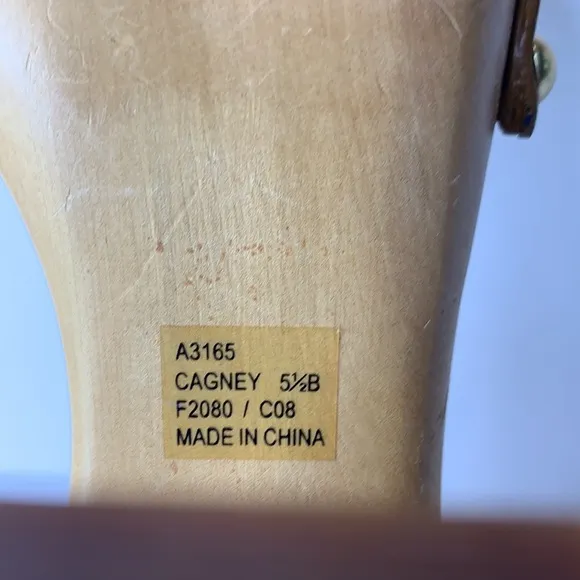 A3165
CAGNEY 5½B
F2080 / C08
MADE IN CHINA